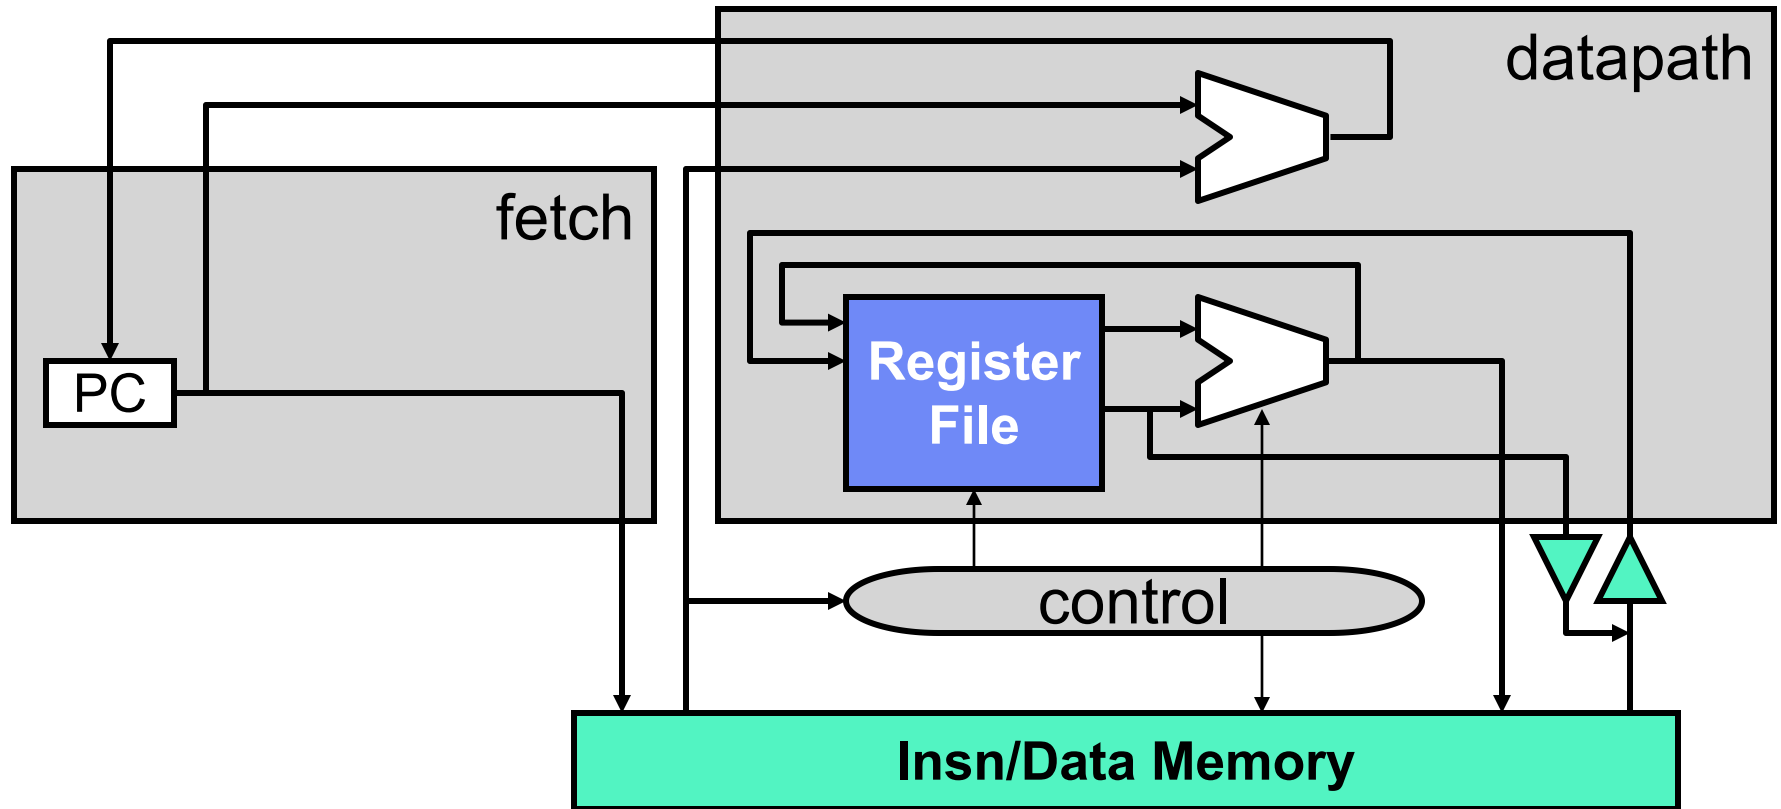 datapath
fetch
PC
Register
File
control
Insn/Data Memory